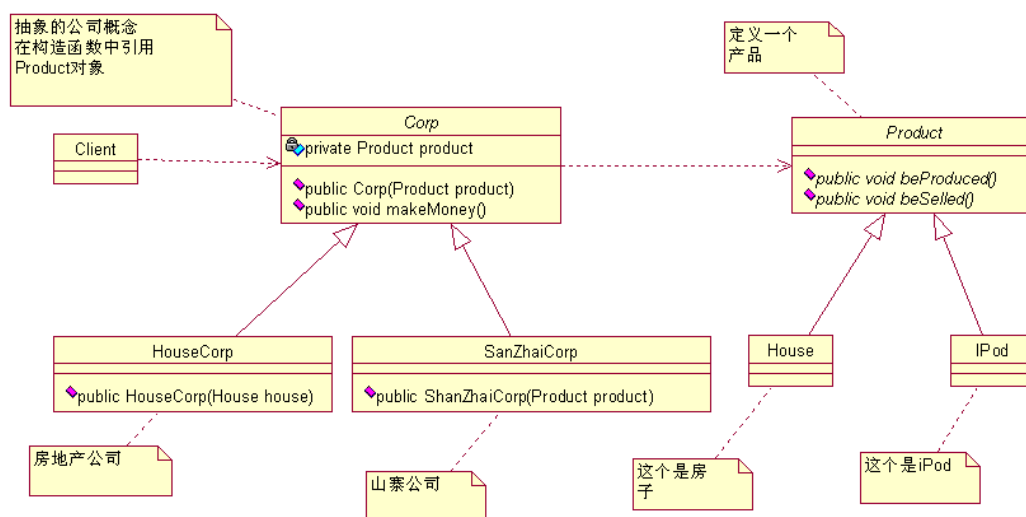 抽象的公司概念
在构造函数中引用
Product对象
定义一个
产品
Client
Corp
private Product product
public Corp(Product product)
public void makeMoney()
Product
public void beProduced()
public void beSelled()
HouseCorp
public HouseCorp(House house)
SanZhaiCorp
public ShanZhaiCorp(Product product)
House
IPod
房地产公司
山寨公司
这个是房
子
这个是iPod